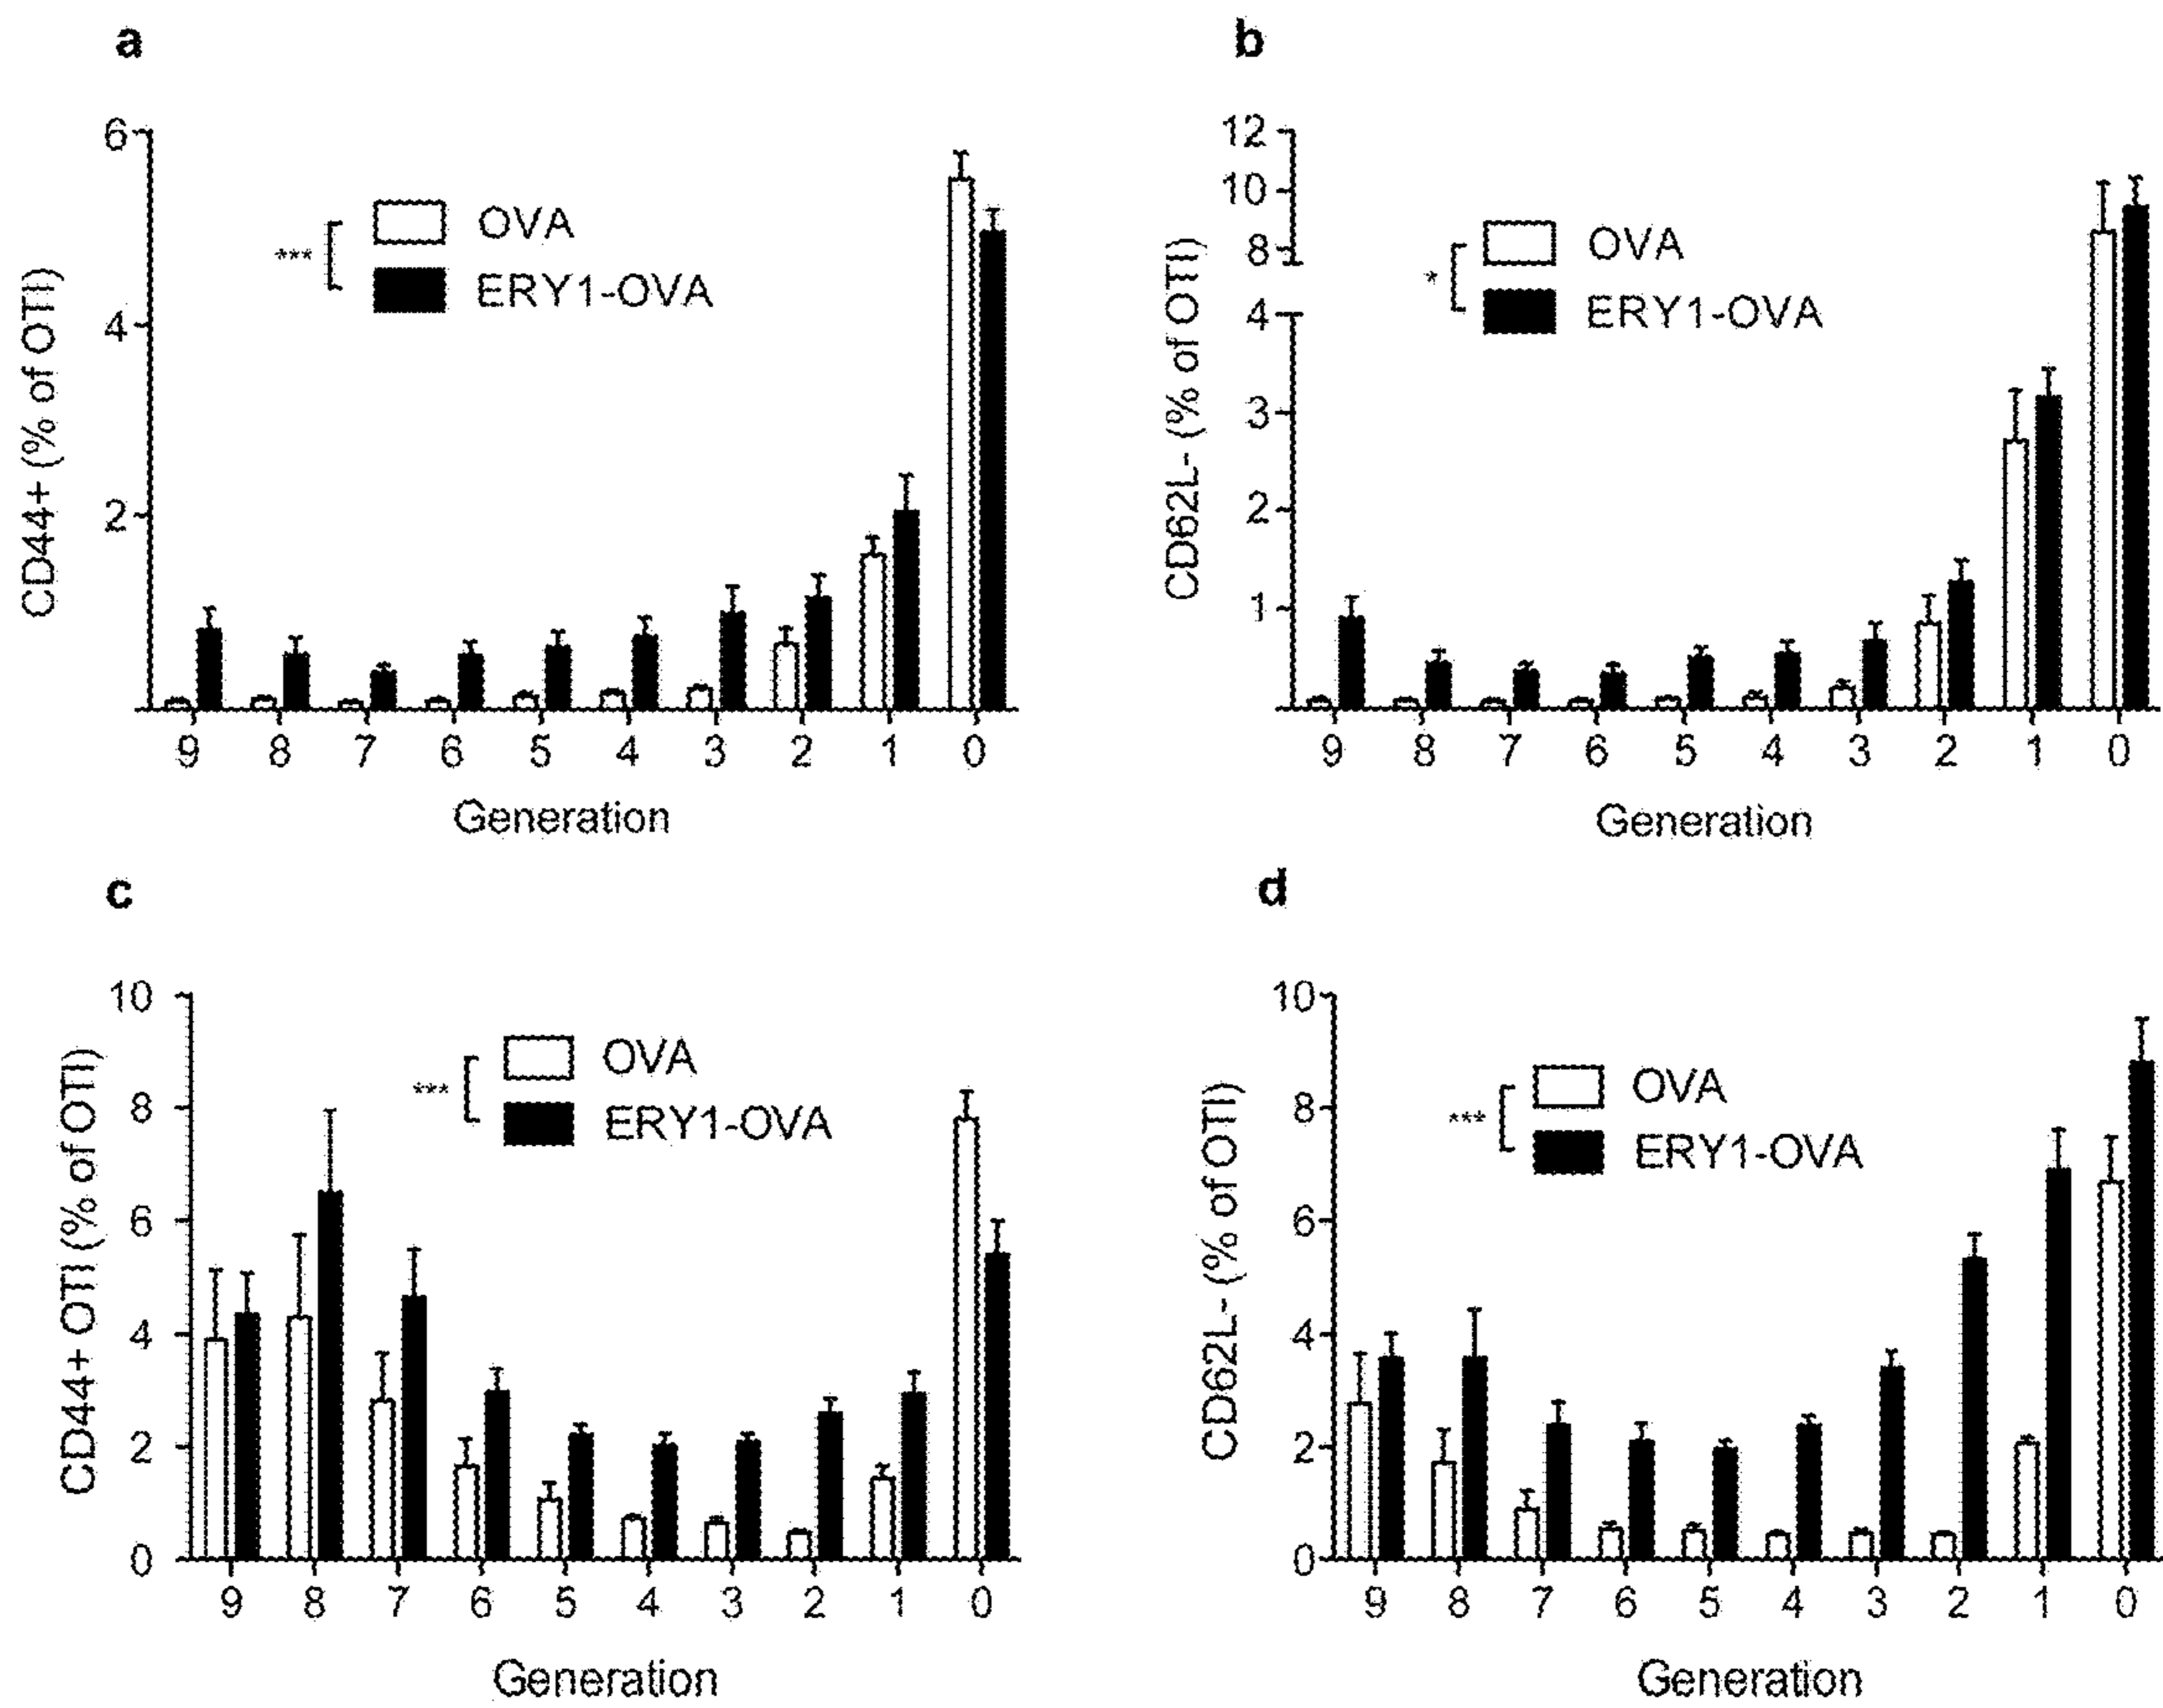 a
6
4
2
CD44+ (% of OTI)
*** OVA
ERY1-OVA
9 8 7 6 5 4 3 2 1 0
Generation
b
12
10
8
4
3
2
1
CD62L- (% of OTI)
* OVA
ERY1-OVA
9 8 7 6 5 4 3 2 1 0
Generation
c
10
8
6
4
2
0
CD44+ OTI (% of OTI)
*** OVA
ERY1-OVA
9 8 7 6 5 4 3 2 1 0
Generation
d
10
8
6
4
2
0
CD62L- (% of OTI)
*** OVA
ERY1-OVA
9 8 7 6 5 4 3 2 1 0
Generation